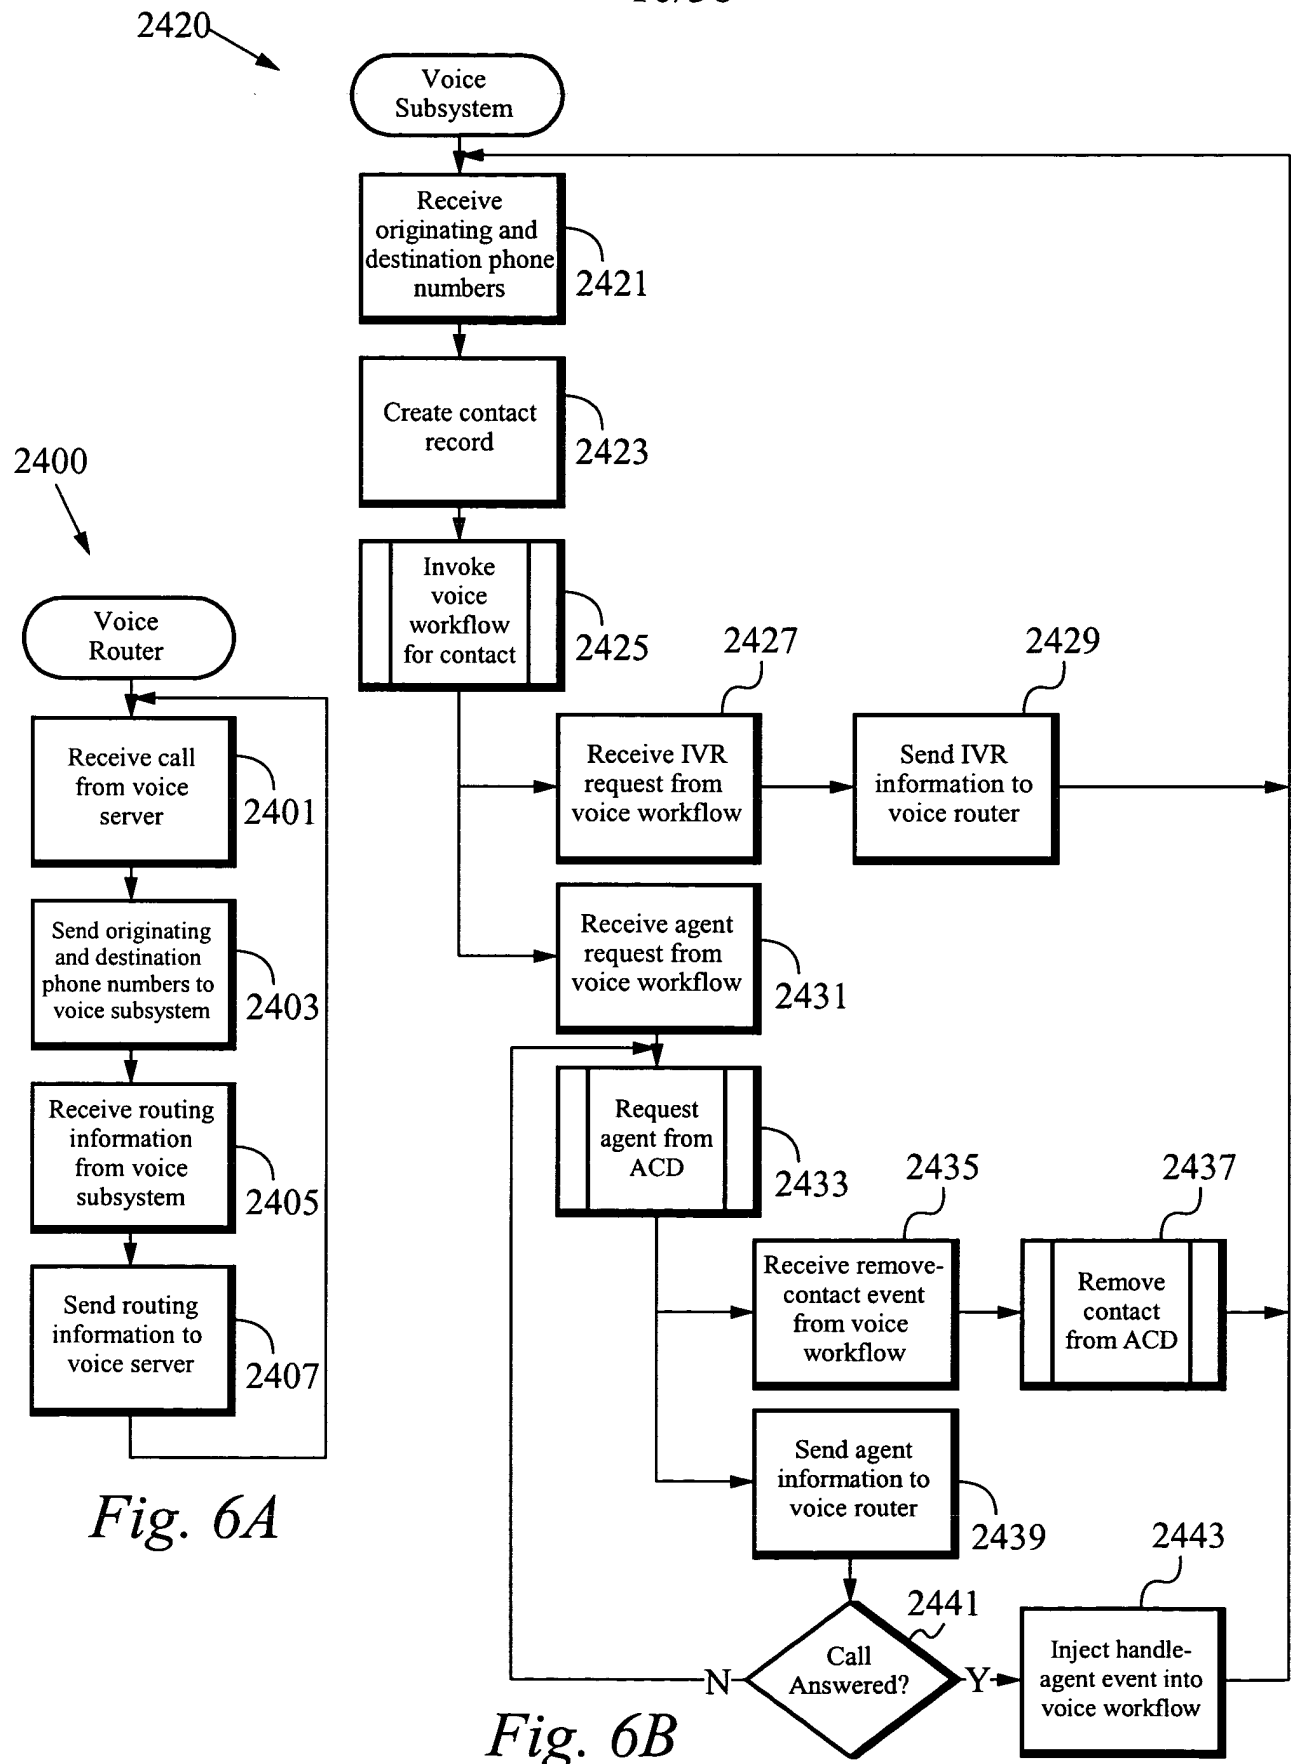 2420
Voice
Subsystem
Receive
originating and
destination phone
numbers
2421
Create contact
record
2423
Invoke
voice
workflow
for contact
2425
2427
Receive IVR
request from
voice workflow
2429
Send IVR
information to
voice router
Receive agent
request from
voice workflow
2431
Request
agent from
ACD
2433
2435
Receive remove-
contact event
from voice
workflow
2437
Remove
contact
from ACD
Send agent
information to
voice router
2439
2441
Call
Answered?
N
Y
2443
Inject handle-
agent event into
voice workflow
Fig. 6B
2400
Voice
Router
Receive call
from voice
server
2401
Send originating
and destination
phone numbers to
voice subsystem
2403
Receive routing
information
from voice
subsystem
2405
Send routing
information to
voice server
2407
Fig. 6A